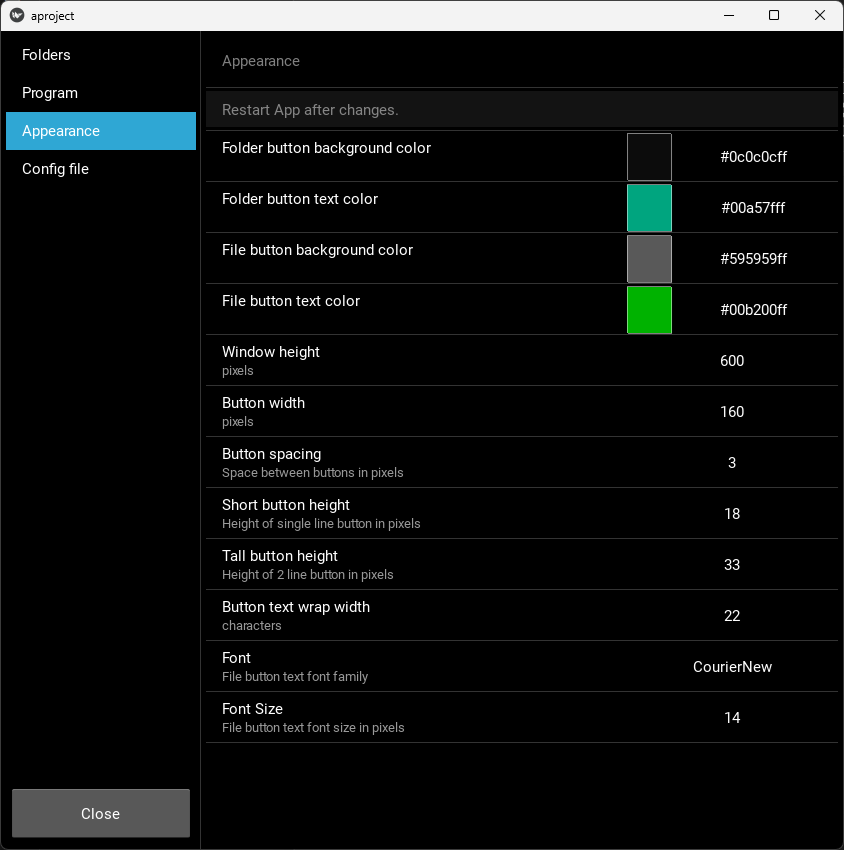 aproject
Folders
Program
Appearance
Config file
Close
Appearance
Restart App after changes.
Folder button background color
#0c0c0cff
Folder button text color
#00a57fff
File button background color
#595959ff
File button text color
#00b200ff
Window height
pixels
600
Button width
pixels
160
Button spacing
Space between buttons in pixels
3
Short button height
Height of single line button in pixels
18
Tall button height
Height of 2 line button in pixels
33
Button text wrap width
characters
22
Font
File button text font family
CourierNew
Font Size
File button text font size in pixels
14